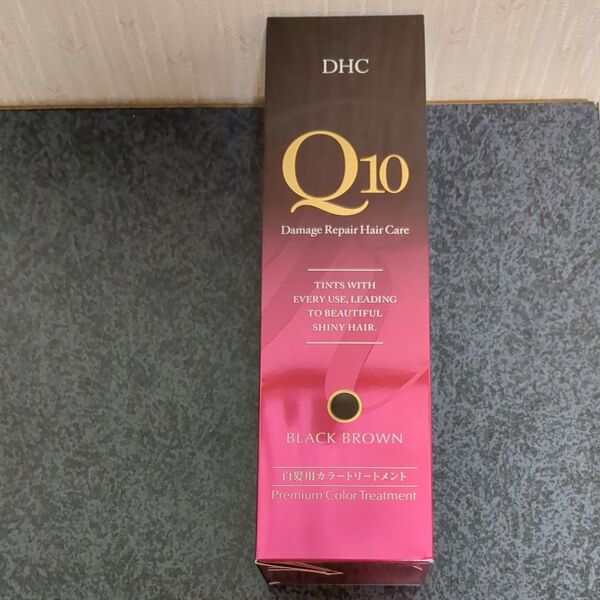 DHC
Q10
Damage Repair Hair Care
TINTS WITH
EVERY USE, LEADING
TO BEAUTIFUL
SHINY HAIR.
BLACK BROWN
白髪用カラートリートメント
Premium Color Treatment